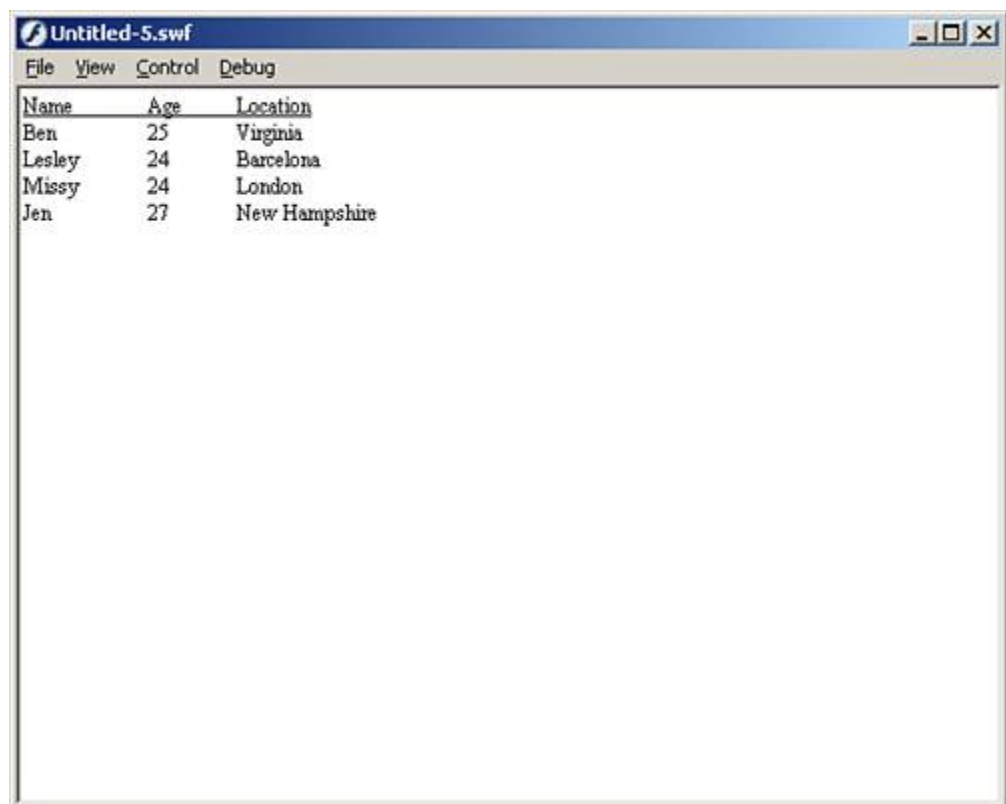 Untitled-5.swf
File View Control Debug
Name Age Location
Ben 25 Virginia
Lesley 24 Barcelona
Missy 24 London
Jen 27 New Hampshire